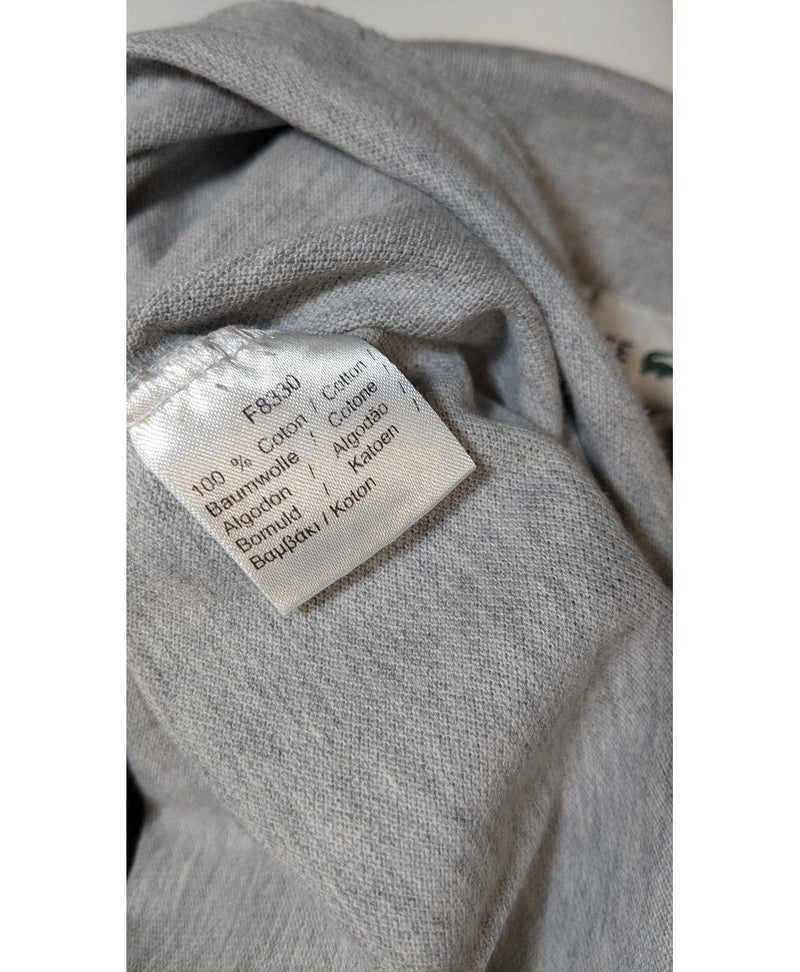 F8330
100 % Coton / Cotton /
Baumwolle / Cotone /
Algodón / Algodão /
Bomuld / Katoen /
Βαμβάκι / Koton